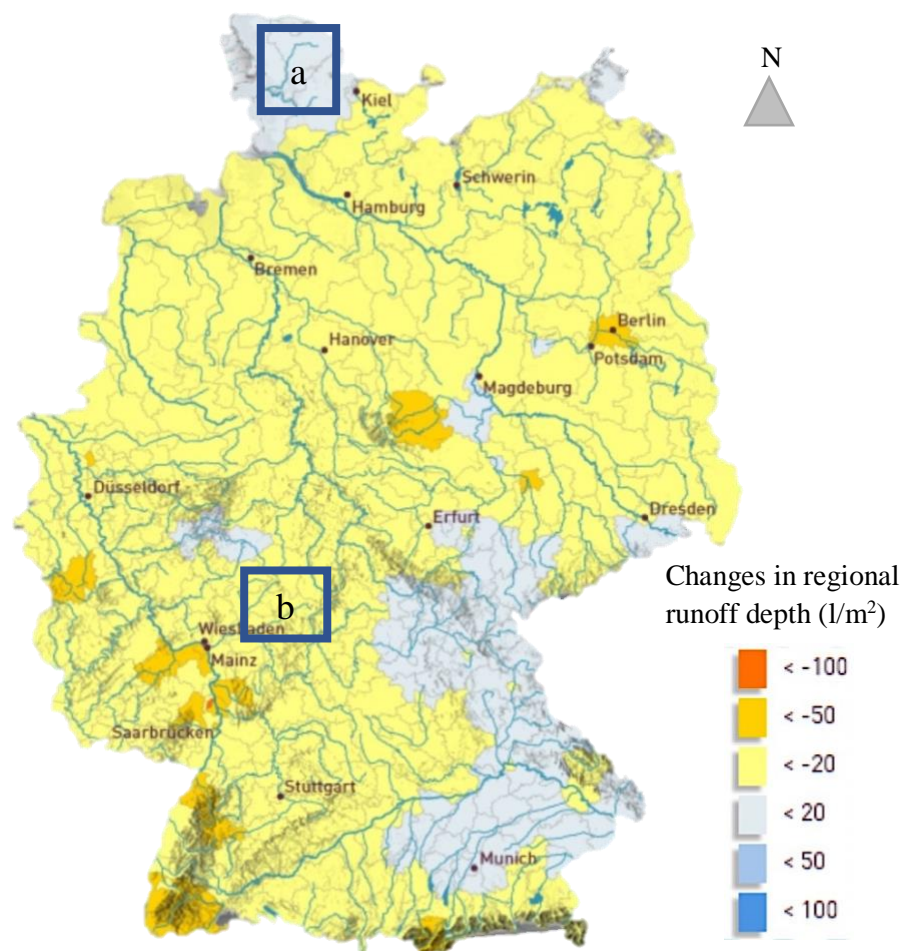 a
N
Kiel
Schwerin
Hamburg
Bremen
Berlin
Hanover
Potsdam
Magdeburg
Düsseldorf
Dresden
Erfurt
Changes in regional
runoff depth (l/m²)
b
Wiesbaden
Mainz
Saarbrücken
Stuttgart
Munich
< -100
< -50
< -20
< 20
< 50
< 100